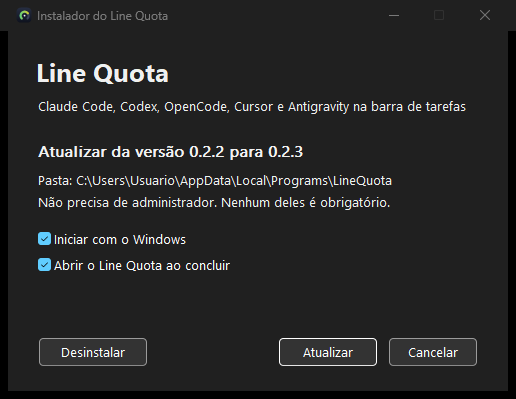 Instalador do Line Quota
Line Quota
Claude Code, Codex, OpenCode, Cursor e Antigravity na barra de tarefas
Atualizar da versão 0.2.2 para 0.2.3
Pasta: C:\Users\Usuario\AppData\Local\Programs\LineQuota
Não precisa de administrador. Nenhum deles é obrigatório.
Iniciar com o Windows
Abrir o Line Quota ao concluir
Desinstalar
Atualizar
Cancelar